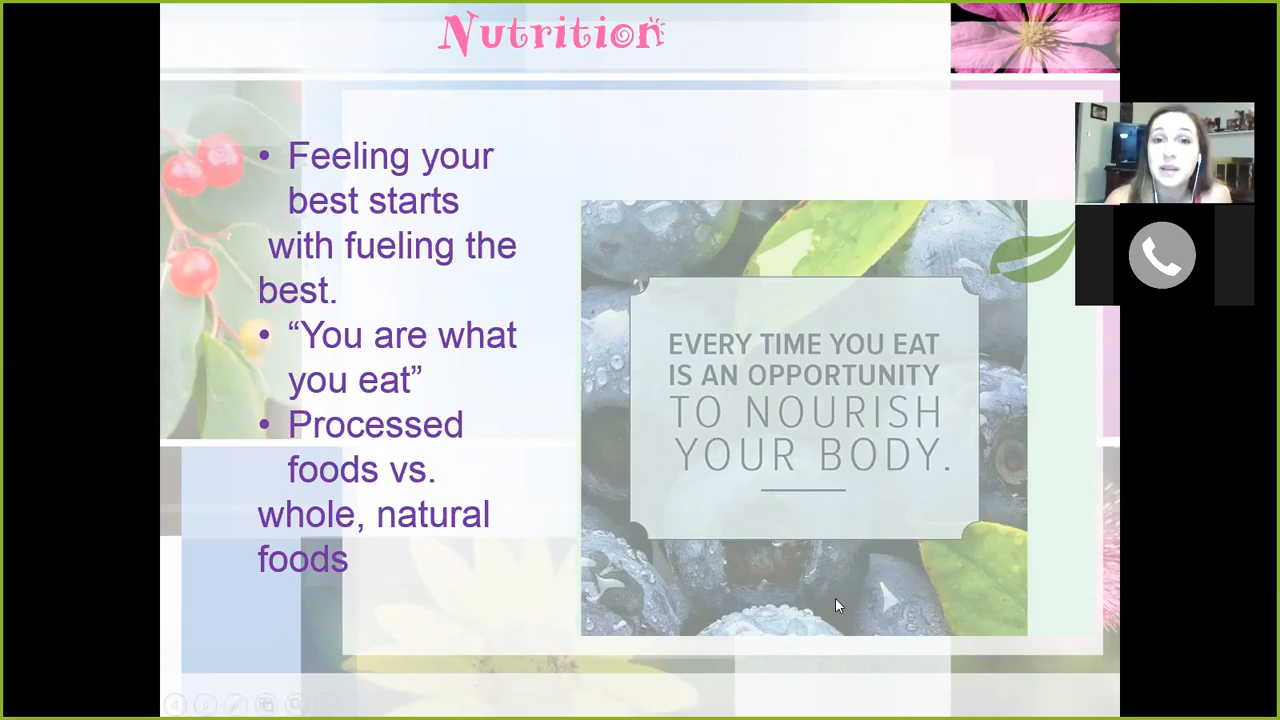 Nutrition
• Feeling your
best starts
with fueling the
best.
• “You are what
you eat”
• Processed
foods vs.
whole, natural
foods
EVERY TIME YOU EAT
IS AN OPPORTUNITY
TO NOURISH
YOUR BODY.